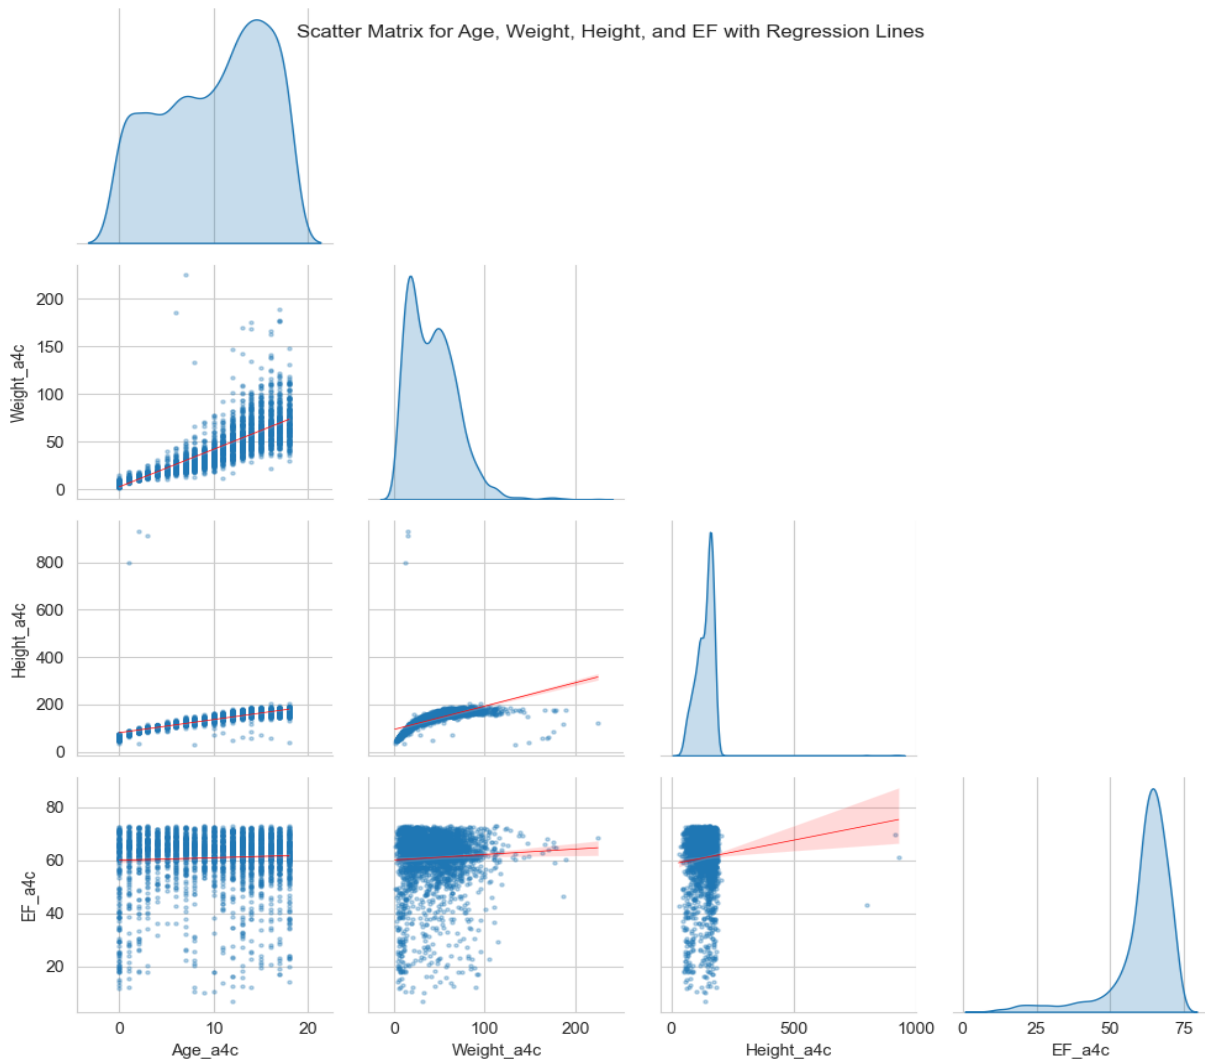 Scatter Matrix for Age, Weight, Height, and EF with Regression Lines
200
150
100
50
0
Weight_a4c
800
600
400
200
0
Height_a4c
80
60
40
20
EF_a4c
0 10 20
0 100 200
0 500 1000
0 25 50 75
Age_a4c
Weight_a4c
Height_a4c
EF_a4c